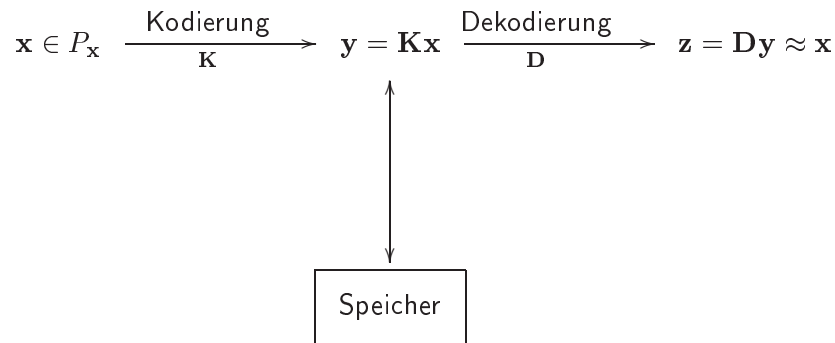 Kodierung Dekodierung
x ∈ Pₓ y = Kx z = Dy ≈ x
K D
Speicher